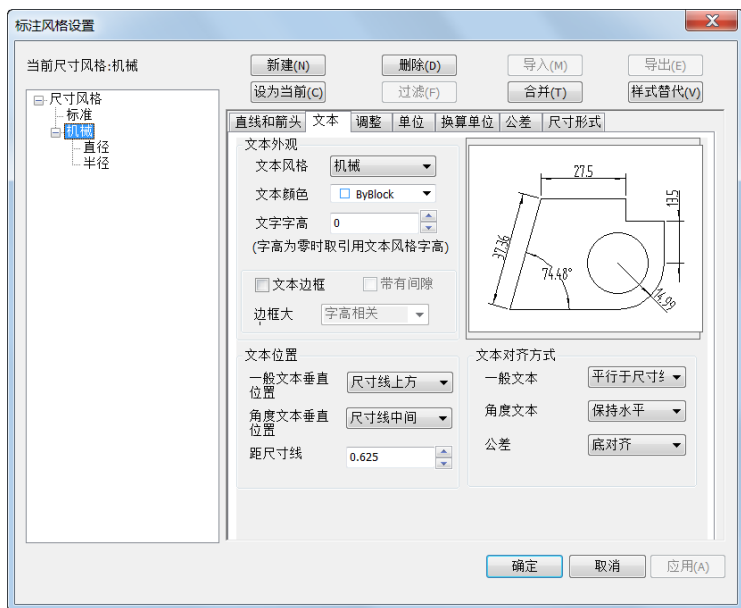 标注风格设置
当前尺寸风格:机械
新建(N) 删除(D) 导入(M) 导出(E)
设为当前(C) 过滤(F) 合并(T) 样式替代(V)
尺寸风格
标准
机械
直径
半径
直线和箭头 文本 调整 单位 换算单位 公差 尺寸形式
文本外观
文本风格 机械
文本颜色 ByBlock
文字字高 0
(字高为零时取引用文本风格字高)
文本边框 带有间隙
边框大 字高相关
27.5
13.5
37.36
74.48°
14.99
文本位置
一般文本垂直
位置
尺寸线上方
角度文本垂直
位置
尺寸线中间
距尺寸线 0.625
文本对齐方式
一般文本 平行于尺寸
角度文本 保持水平
公差 底对齐
确定 取消 应用(A)